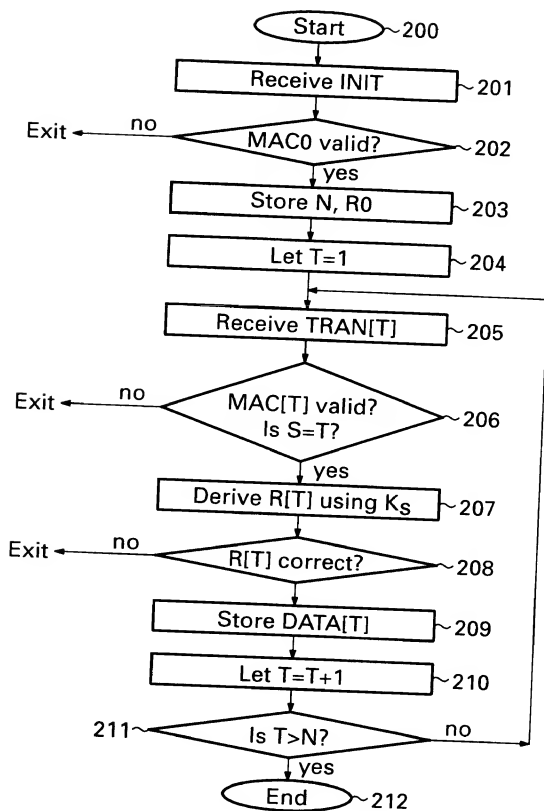 Start 200
Receive INIT 201
Exit no MAC0 valid? 202
yes
Store N, R0 203
Let T=1 204
Receive TRAN[T] 205
Exit no MAC[T] valid?
Is S=T? 206
yes
Derive R[T] using KS 207
Exit no R[T] correct? 208
Store DATA[T] 209
Let T=T+1 210
211 Is T>N? no
yes
End 212